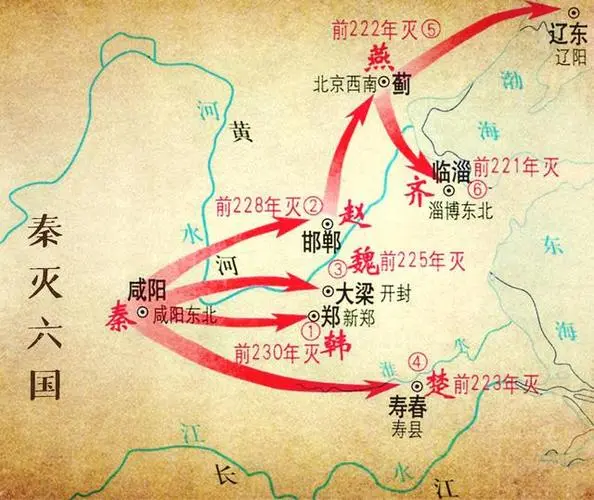 秦灭六国
前222年灭⑤
燕
北京西南
蓟
辽东
辽阳
渤海
河
黄
河
水
前221年灭
⑥
临淄
齐
淄博东北
前228年灭②
赵
邯郸
③
魏
前225年灭
大梁 开封
咸阳
咸阳东北
秦
郑 新郑
①
前230年灭
韩
④
楚
前223年灭
寿春
寿县
淮水
东海
江水
长江